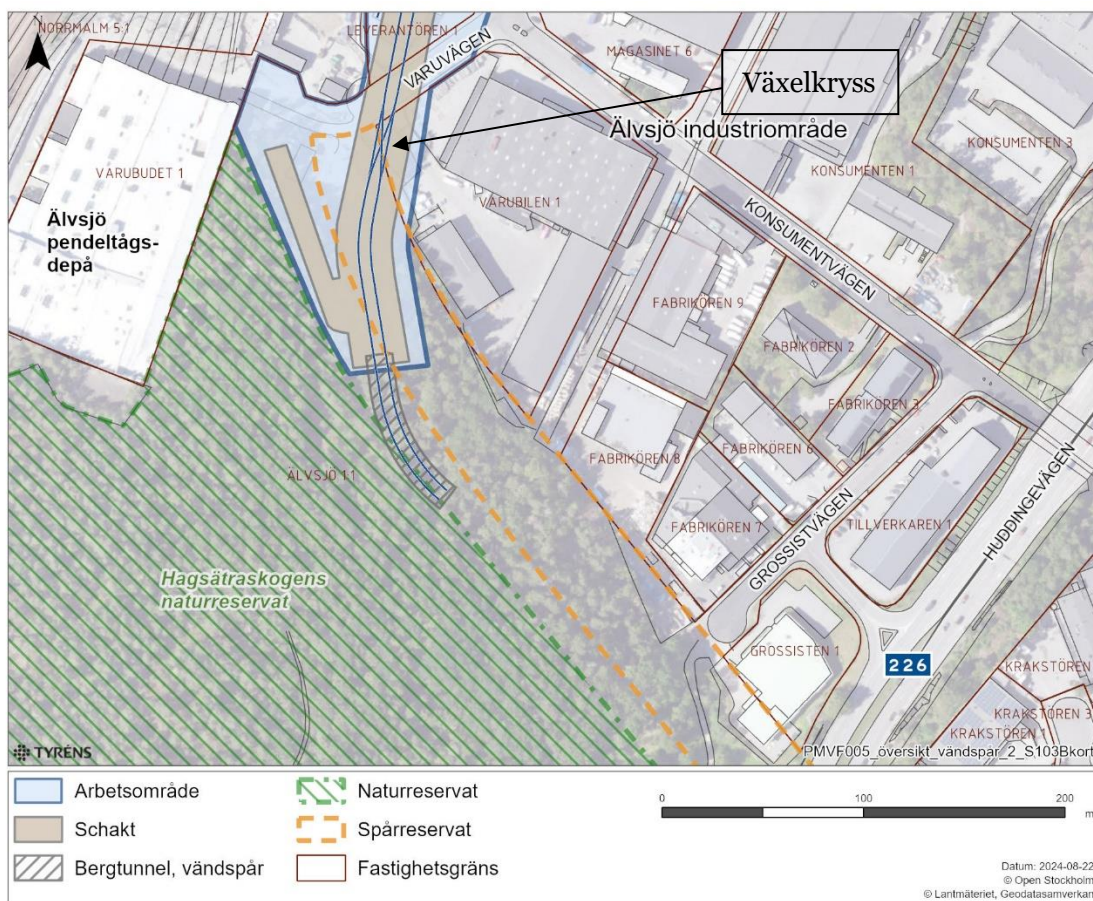 NORRMALM 5:1
LEVERANTÖREN 1
MAGASINET 6
VARUVÄGEN
Växelkryss
Älvsjö industriområde
KONSUMENTEN 3
KONSUMENTEN 1
VARUBUDET 1
VARUBILEN 1
Älvsjö
pendeltågs-
depå
KONSUMENTVÄGEN
FABRIKÖREN 9
FABRIKÖREN 2
FABRIKÖREN 3
FABRIKÖREN 8
FABRIKÖREN 6
ÄLVSJÖ 1:1
FABRIKÖREN 7
GROSSISTVÄGEN
TILLVERKAREN 1
HUDDINGEVÄGEN
Hagsätraskogens
naturreservat
GROSSISTEN 1
226
KRAKSTÖREN
KRAKSTÖREN 3
KRAKSTÖREN 1
TYRÉNS
PMVF005_översikt_vändspår_2_S103Bkort
Arbetsområde
Schakt
Bergtunnel, vändspår
Naturreservat
Spårreservat
Fastighetsgräns
0 100 200
m
Datum: 2024-08-22
© Open Stockholm
© Lantmäteriet, Geodatasamverkan